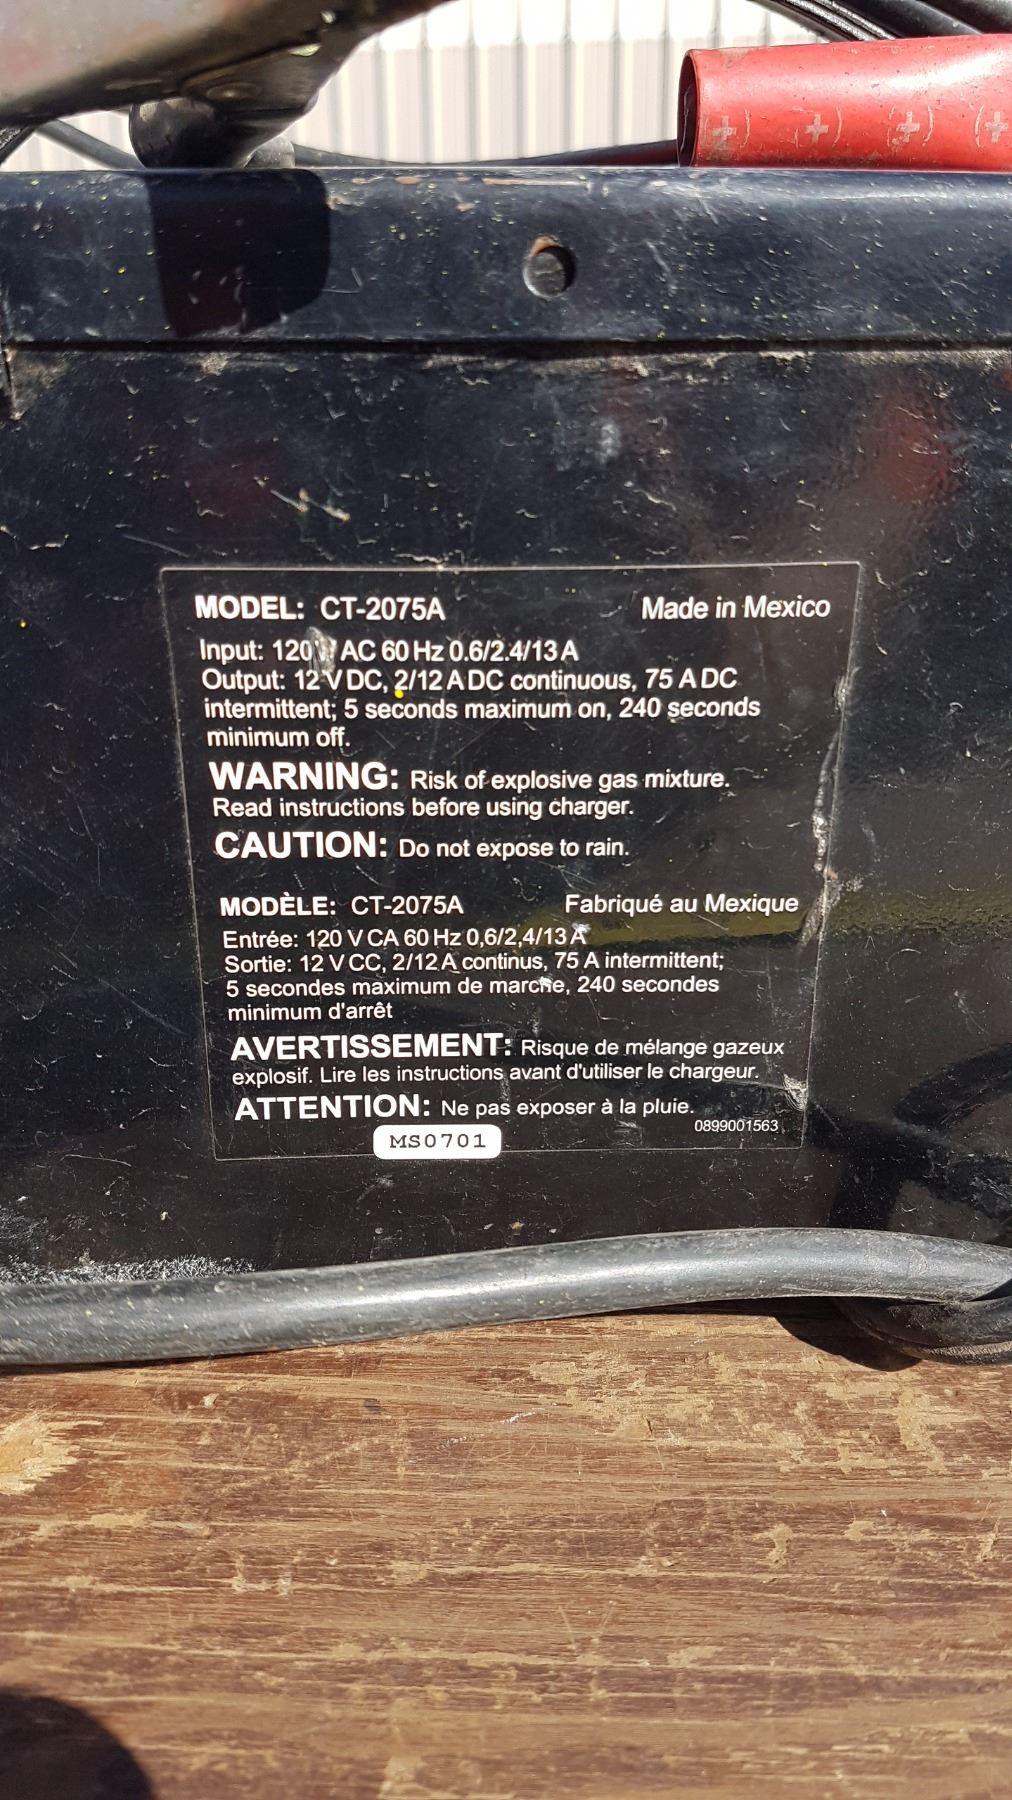 (+) (+) (+) (+
MODEL: CT-2075A Made in Mexico
Input: 120 V AC 60 Hz 0.6/2.4/13 A
Output: 12 V DC, 2/12 A DC continuous, 75 A DC
intermittent; 5 seconds maximum on, 240 seconds
minimum off.
WARNING: Risk of explosive gas mixture.
Read instructions before using charger.
CAUTION: Do not expose to rain.
MODÈLE: CT-2075A Fabriqué au Mexique
Entrée: 120 V CA 60 Hz 0,6/2,4/13 A
Sortie: 12 V CC, 2/12 A continus, 75 A intermittent;
5 secondes maximum de marche, 240 secondes
minimum d'arrêt
AVERTISSEMENT: Risque de mélange gazeux
explosif. Lire les instructions avant d'utiliser le chargeur.
ATTENTION: Ne pas exposer à la pluie.
0899001563
MS0701